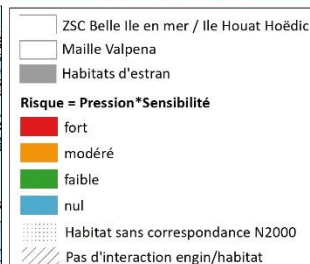 ZSC Belle Ile en mer / Ile Houat Hoëdic
Maille Valpena
Habitats d'estran
Risque = Pression*Sensibilité
fort
modéré
faible
nul
Habitat sans correspondance N2000
Pas d'interaction engin/habitat